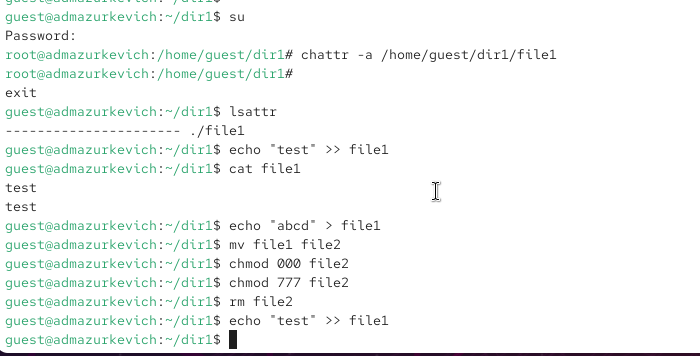 guest@admazurkevich:~/dir1$ su
Password:
root@admazurkevich:/home/guest/dir1# chattr -a /home/guest/dir1/file1
root@admazurkevich:/home/guest/dir1#
exit
guest@admazurkevich:~/dir1$ lsattr
---------------------- ./file1
guest@admazurkevich:~/dir1$ echo "test" >> file1
guest@admazurkevich:~/dir1$ cat file1
test
test
guest@admazurkevich:~/dir1$ echo "abcd" > file1
guest@admazurkevich:~/dir1$ mv file1 file2
guest@admazurkevich:~/dir1$ chmod 000 file2
guest@admazurkevich:~/dir1$ chmod 777 file2
guest@admazurkevich:~/dir1$ rm file2
guest@admazurkevich:~/dir1$ echo "test" >> file1
guest@admazurkevich:~/dir1$